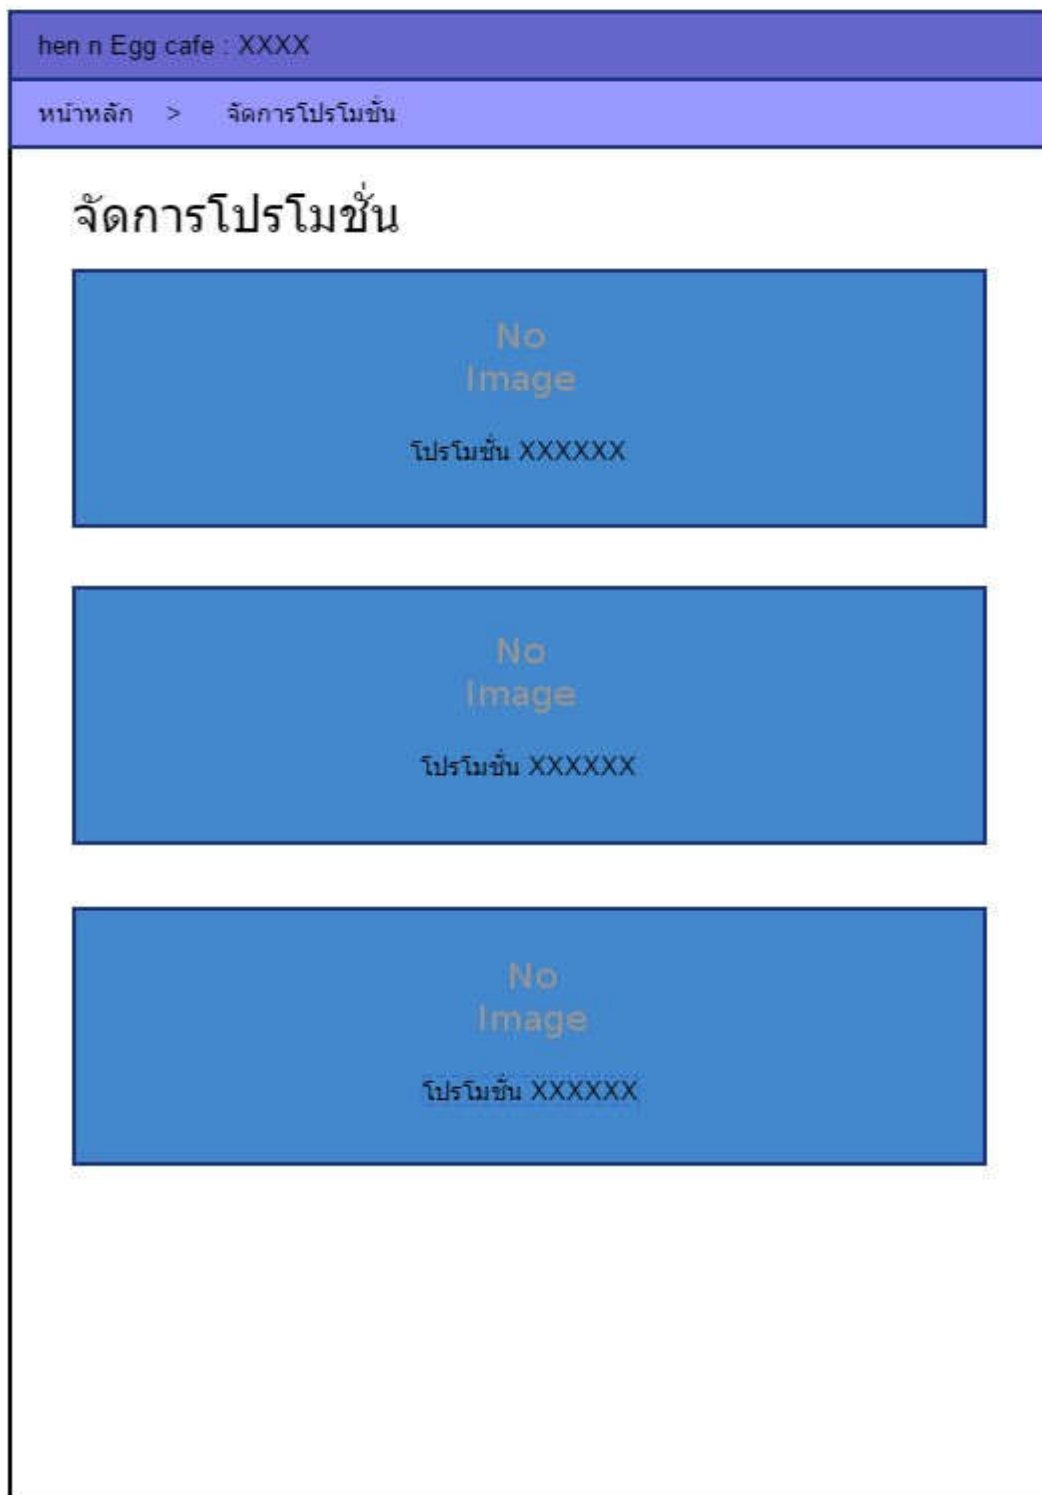 hen n Egg cafe : XXXX
หน้าหลัก > จัดการโปรโมชั่น
จัดการโปรโมชั่น
No
Image
โปรโมชั่น XXXXXX
No
Image
โปรโมชั่น XXXXXX
No
Image
โปรโมชั่น XXXXXX